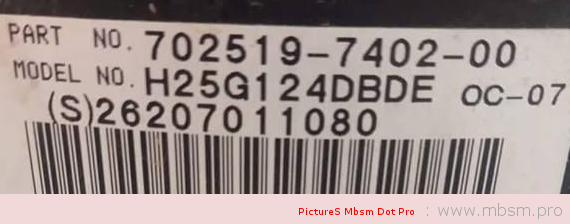 PART NO. 702519-7402-00
MODEL NO. H25G124DBDE OC-07
(S)26207011080
PictureS Mbsm Dot Pro : www.mbsm.pro